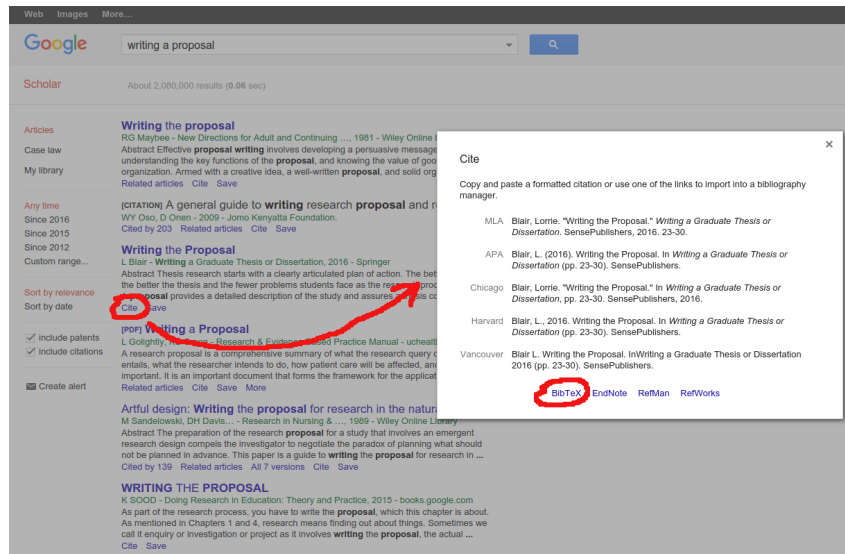 Web Images More...
Google
writing a proposal
Scholar
About 2,080,000 results (0.06 sec)
Articles
Case law
My library
Any time
Since 2016
Since 2015
Since 2012
Custom range...
Sort by relevance
Sort by date
include patents
include citations
Create alert
Writing the proposal
RG Maybee - New Directions for Adult and Continuing ..., 1981 - Wiley Online
Abstract Effective proposal writing involves developing a persuasive message
understanding the key functions of the proposal, and knowing the value of goo
organization. Armed with a creative idea, a well-written proposal, and solid org
Related articles Cite Save
[CITATION] A general guide to writing research proposal and r
WY Oso, D Onen - 2009 - Jomo Kenyatta Foundation.
Cited by 203 Related articles Cite Save
Writing the Proposal
L Blair - Writing a Graduate Thesis or Dissertation, 2016 - Springer
Abstract Thesis research starts with a clearly articulated plan of action. The bet
the better the thesis and the fewer problems students face as the
proposal provides a detailed description of the study and assures
Cite Save
[PDF] Writing a Proposal
L Golightly, - Research & Evidence Based Practice Manual - uchealth
A research proposal is a comprehensive summary of what the research query
entails, what the researcher intends to do, how patient care will be affected, and
important. It is an important document that forms the framework for the applicat
Related articles Cite Save More
Artful design: Writing the proposal for research in the natura
M Sandelowski, DH Davis... - Research in Nursing & ..., 1989 - Wiley Online Library
Abstract The preparation of the research proposal for a study that involves an emergent
research design compels the investigator to negotiate the paradox of planning what should
not be planned in advance. This paper is a guide to writing the proposal for research in ...
Cited by 139 Related articles All 7 versions Cite Save
WRITING THE PROPOSAL
K SOOD - Doing Research in Education: Theory and Practice, 2015 - books.google.com
As part of the research process, you have to write the proposal, which this chapter is about.
As mentioned in Chapters 1 and 4, research means finding out about things. Sometimes we
call it enquiry or investigation or project as it involves writing the proposal, the actual ...
Cite Save
Cite
Copy and paste a formatted citation or use one of the links to import into a bibliography
manager.
MLA Blair, Lorrie. "Writing the Proposal." Writing a Graduate Thesis or
Dissertation. SensePublishers, 2016. 23-30.
APA Blair, L. (2016). Writing the Proposal. In Writing a Graduate Thesis or
Dissertation (pp. 23-30). SensePublishers.
Chicago Blair, Lorrie. "Writing the Proposal." In Writing a Graduate Thesis or
Dissertation, pp. 23-30. SensePublishers, 2016.
Harvard Blair, L., 2016. Writing the Proposal. In Writing a Graduate Thesis or
Dissertation (pp. 23-30). SensePublishers.
Vancouver Blair L. Writing the Proposal. InWriting a Graduate Thesis or Dissertation
2016 (pp. 23-30). SensePublishers.
BibTeX EndNote RefMan RefWorks